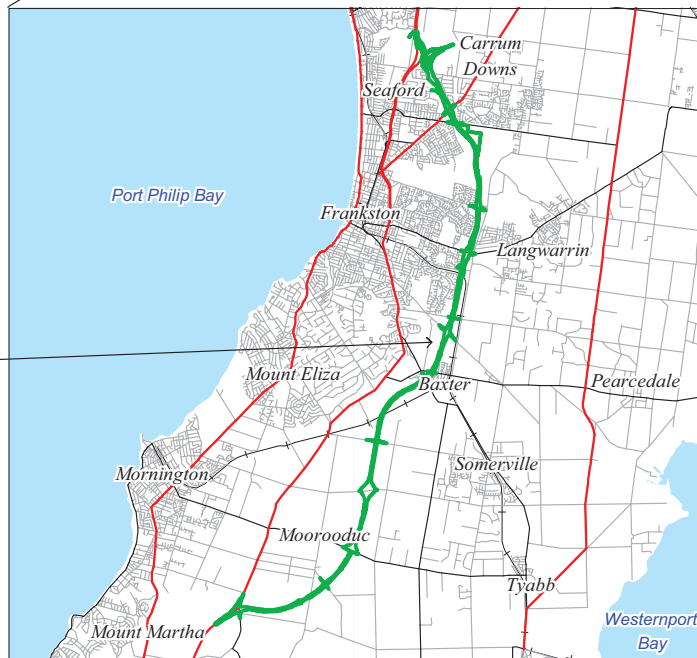 Carrum
Downs
Seaford
Port Philip Bay
Frankston
Langwarrin
Mount Eliza
Baxter
Pearcedale
Mornington
Somerville
Moorooduc
Tyabb
Mount Martha
Westernport
Bay